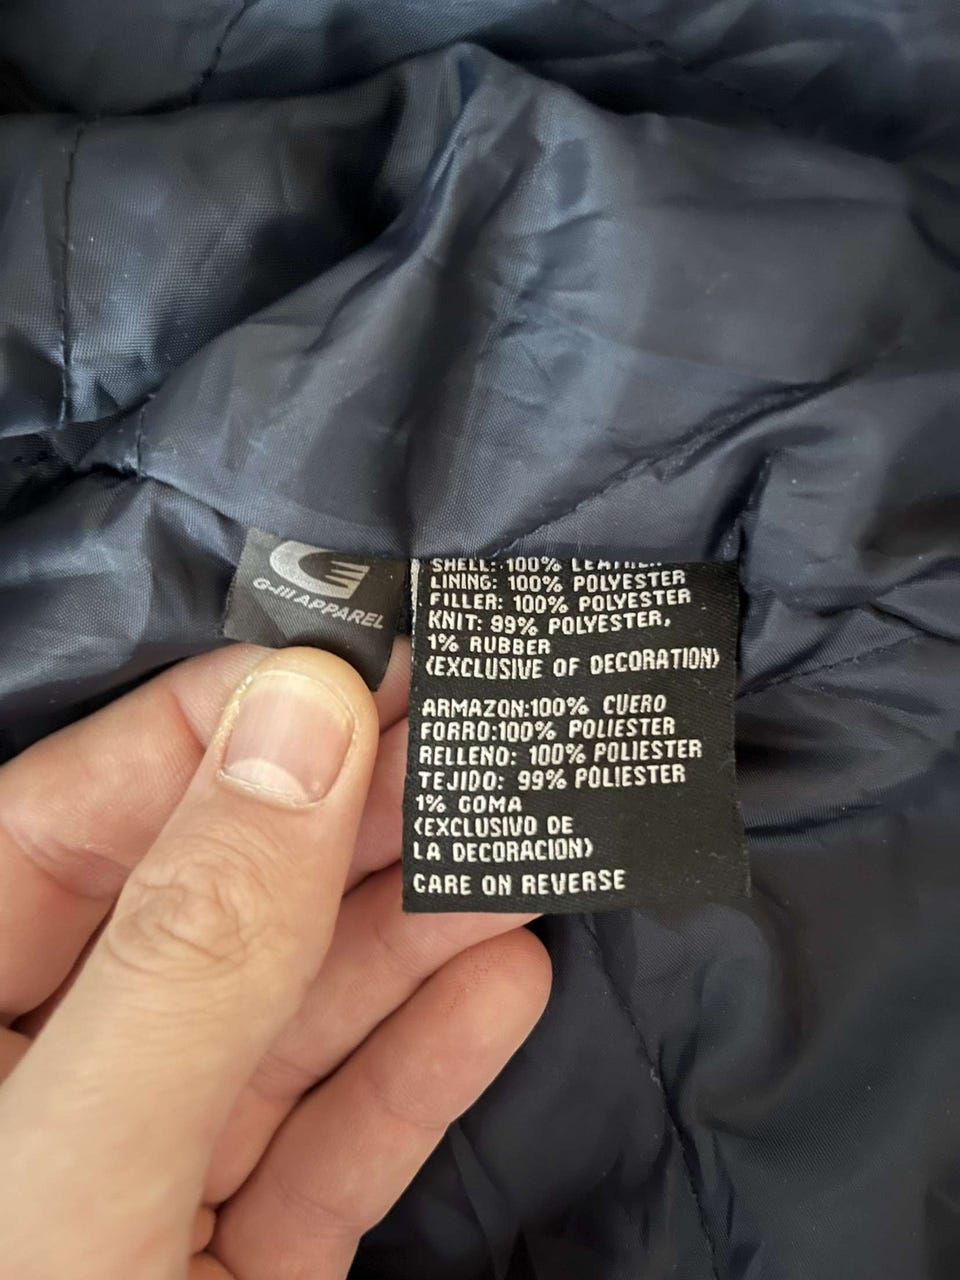 G-III APPAREL
SHELL: 100% LEATHER
LINING: 100% POLYESTER
FILLER: 100% POLYESTER
KNIT: 99% POLYESTER,
1% RUBBER
(EXCLUSIVE OF DECORATION)
ARMAZON:100% CUERO
FORRO:100% POLIESTER
RELLENO: 100% POLIESTER
TEJIDO: 99% POLIESTER
1% GOMA
(EXCLUSIVO DE
LA DECORACION)
CARE ON REVERSE